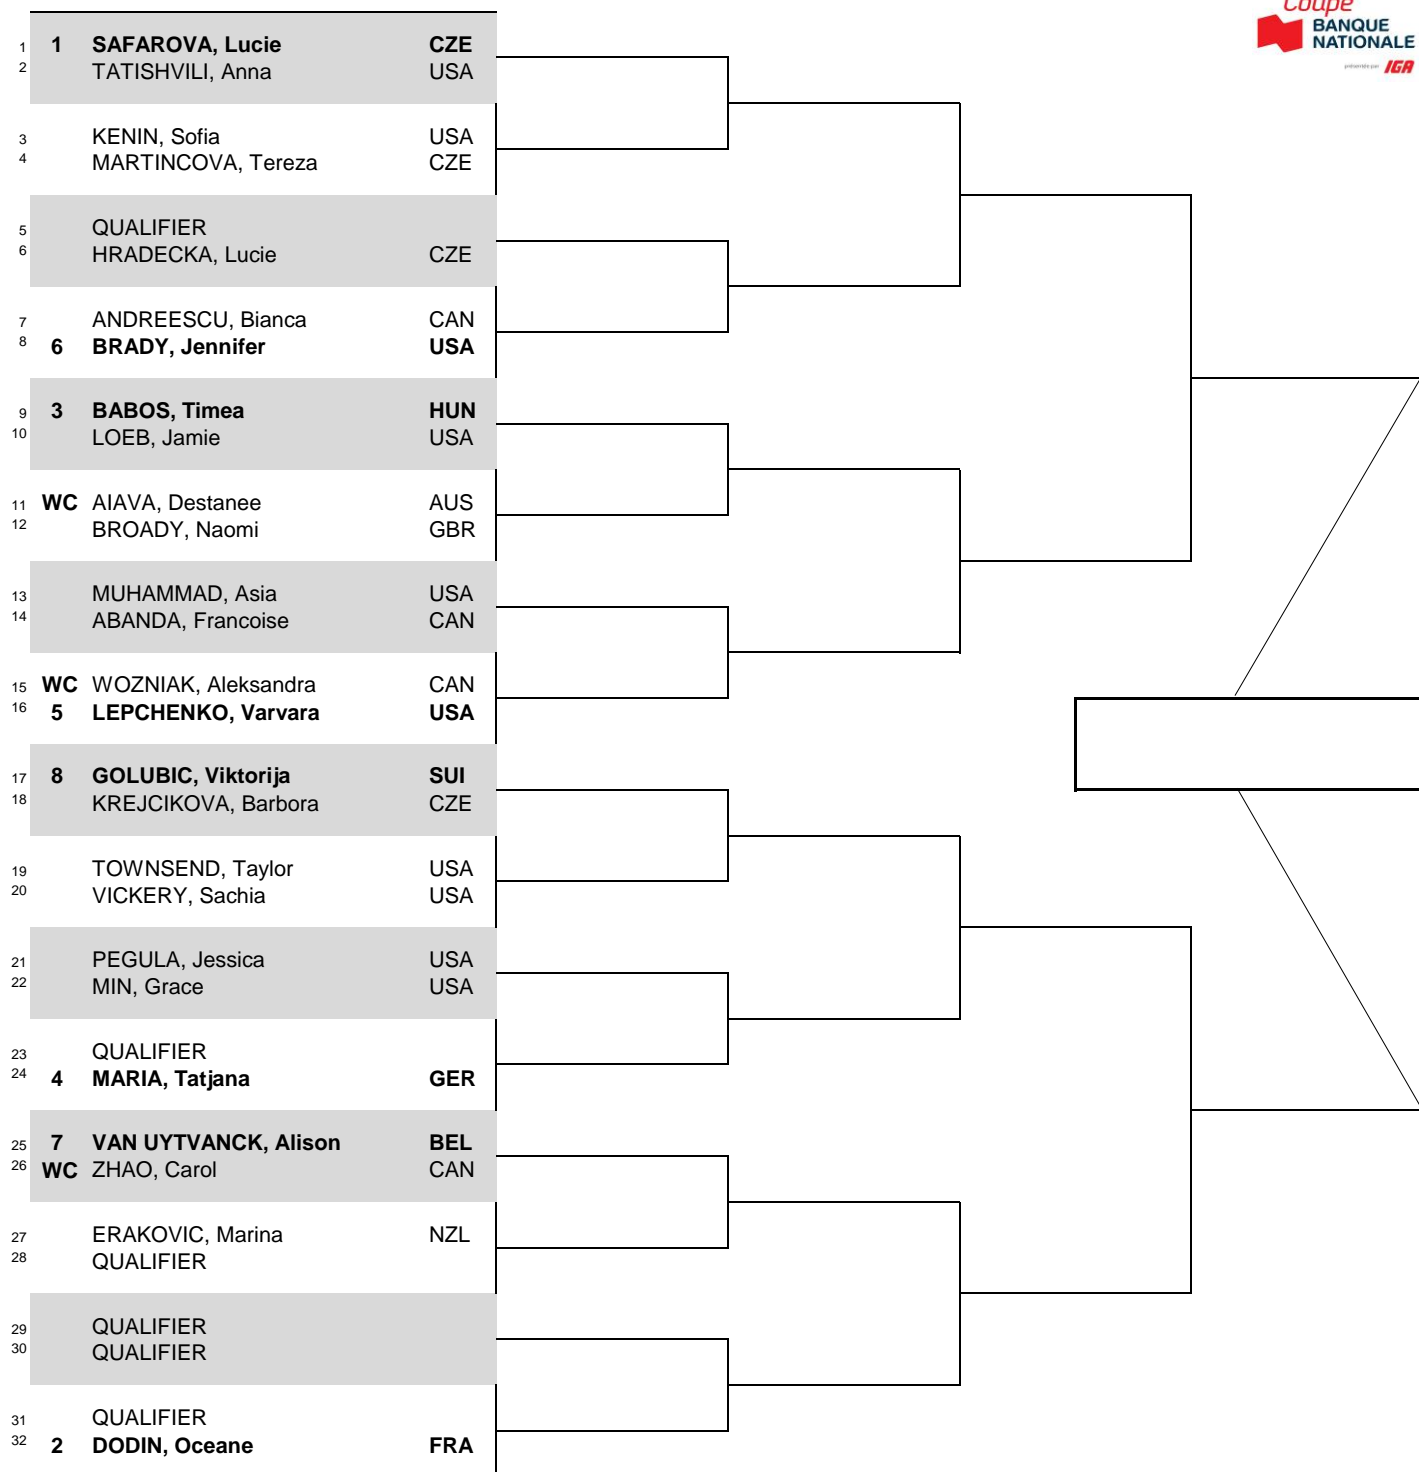 Coupe
BANQUE
NATIONALE
présentée par IGA
1 1 SAFAROVA, Lucie CZE
2 TATISHVILI, Anna USA
3 KENIN, Sofia USA
4 MARTINCOVA, Tereza CZE
5 QUALIFIER
6 HRADECKA, Lucie CZE
7 ANDREESCU, Bianca CAN
8 6 BRADY, Jennifer USA
9 3 BABOS, Timea HUN
10 LOEB, Jamie USA
11 WC AIAVA, Destanee AUS
12 BROADY, Naomi GBR
13 MUHAMMAD, Asia USA
14 ABANDA, Francoise CAN
15 WC WOZNIAK, Aleksandra CAN
16 5 LEPCHENKO, Varvara USA
17 8 GOLUBIC, Viktorija SUI
18 KREJCIKOVA, Barbora CZE
19 TOWNSEND, Taylor USA
20 VICKERY, Sachia USA
21 PEGULA, Jessica USA
22 MIN, Grace USA
23 QUALIFIER
24 4 MARIA, Tatjana GER
25 7 VAN UYTVANCK, Alison BEL
26 WC ZHAO, Carol CAN
27 ERAKOVIC, Marina NZL
28 QUALIFIER
29 QUALIFIER
30 QUALIFIER
31 QUALIFIER
32 2 DODIN, Oceane FRA